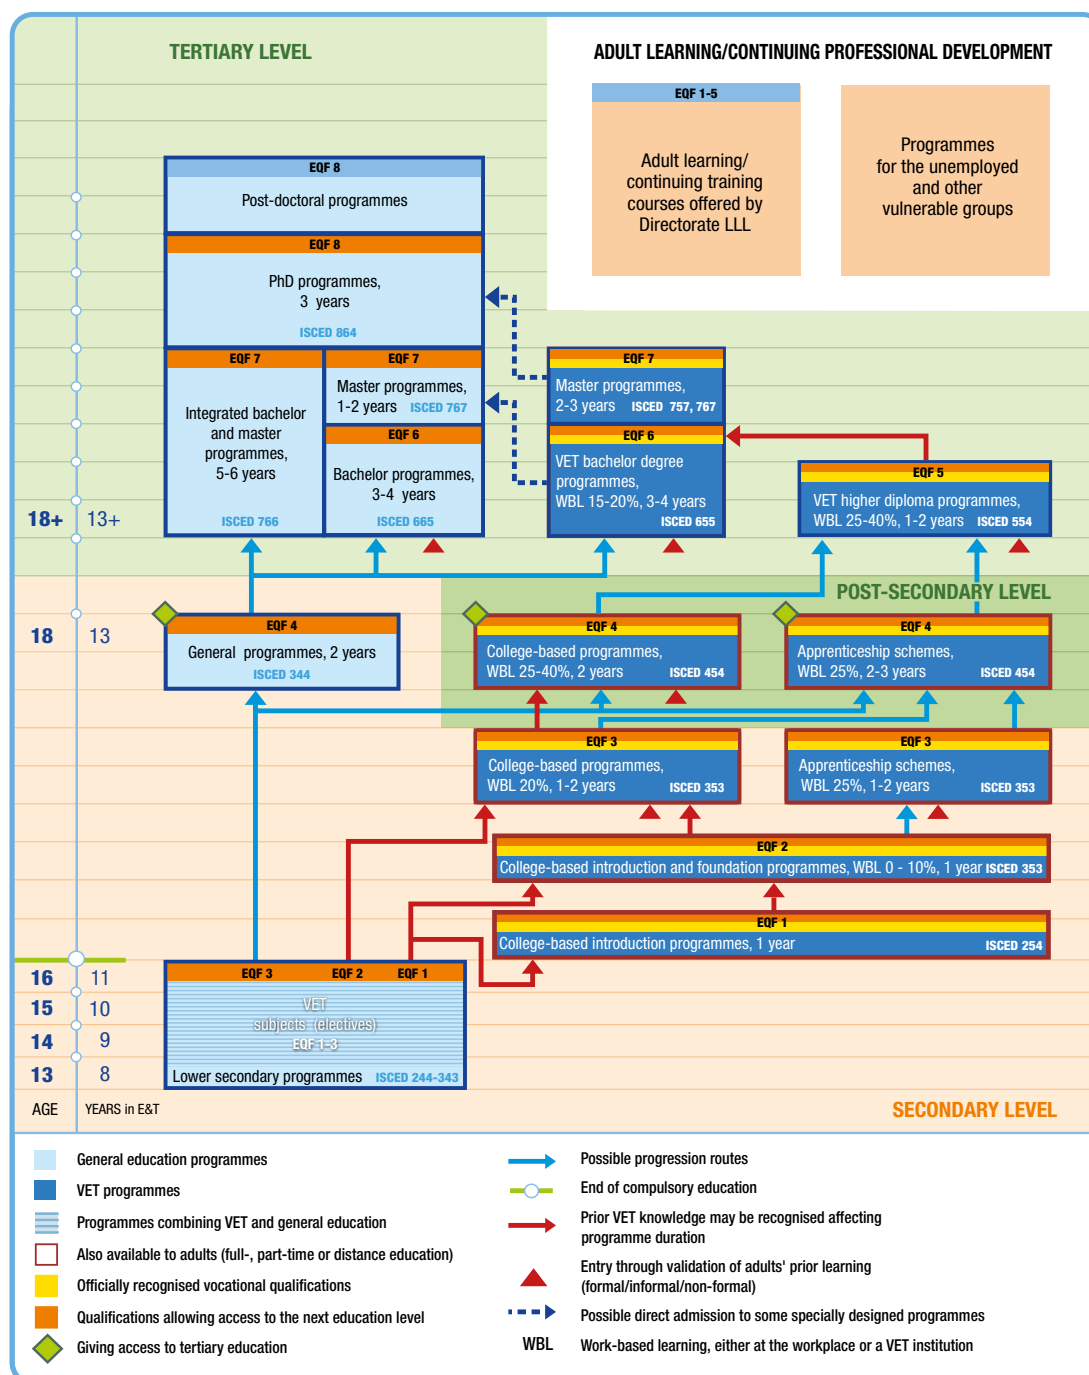 TERTIARY LEVEL
ADULT LEARNING/CONTINUING PROFESSIONAL DEVELOPMENT
EQF 1-5
Adult learning/
continuing training
courses offered by
Directorate LLL
Programmes
for the unemployed
and other
vulnerable groups
EQF 8
Post-doctoral programmes
EQF 8
PhD programmes,
3 years
ISCED 864
EQF 7
Integrated bachelor
and master
programmes,
5-6 years
ISCED 766
EQF 7
Master programmes,
1-2 years ISCED 767
EQF 6
Bachelor programmes,
3-4 years
ISCED 665
EQF 7
Master programmes,
2-3 years ISCED 757, 767
EQF 6
VET bachelor degree
programmes,
WBL 15-20%, 3-4 years
ISCED 655
EQF 5
VET higher diploma programmes,
WBL 25-40%, 1-2 years ISCED 554
18+ 13+
POST-SECONDARY LEVEL
18 13
EQF 4
General programmes, 2 years
ISCED 344
EQF 4
College-based programmes,
WBL 25-40%, 2 years ISCED 454
EQF 4
Apprenticeship schemes,
WBL 25%, 2-3 years ISCED 454
EQF 3
College-based programmes,
WBL 20%, 1-2 years ISCED 353
EQF 3
Apprenticeship schemes,
WBL 25%, 1-2 years ISCED 353
EQF 2
College-based introduction and foundation programmes, WBL 0 - 10%, 1 year ISCED 353
EQF 1
College-based introduction programmes, 1 year ISCED 254
16 11
15 10
14 9
13 8
EQF 3 EQF 2 EQF 1
VET
subjects (electives)
EQF 1-3
Lower secondary programmes ISCED 244-343
AGE YEARS in E&T
SECONDARY LEVEL
General education programmes
VET programmes
Programmes combining VET and general education
Also available to adults (full-, part-time or distance education)
Officially recognised vocational qualifications
Qualifications allowing access to the next education level
Giving access to tertiary education
Possible progression routes
End of compulsory education
Prior VET knowledge may be recognised affecting
programme duration
Entry through validation of adults' prior learning
(formal/informal/non-formal)
Possible direct admission to some specially designed programmes
WBL Work-based learning, either at the workplace or a VET institution